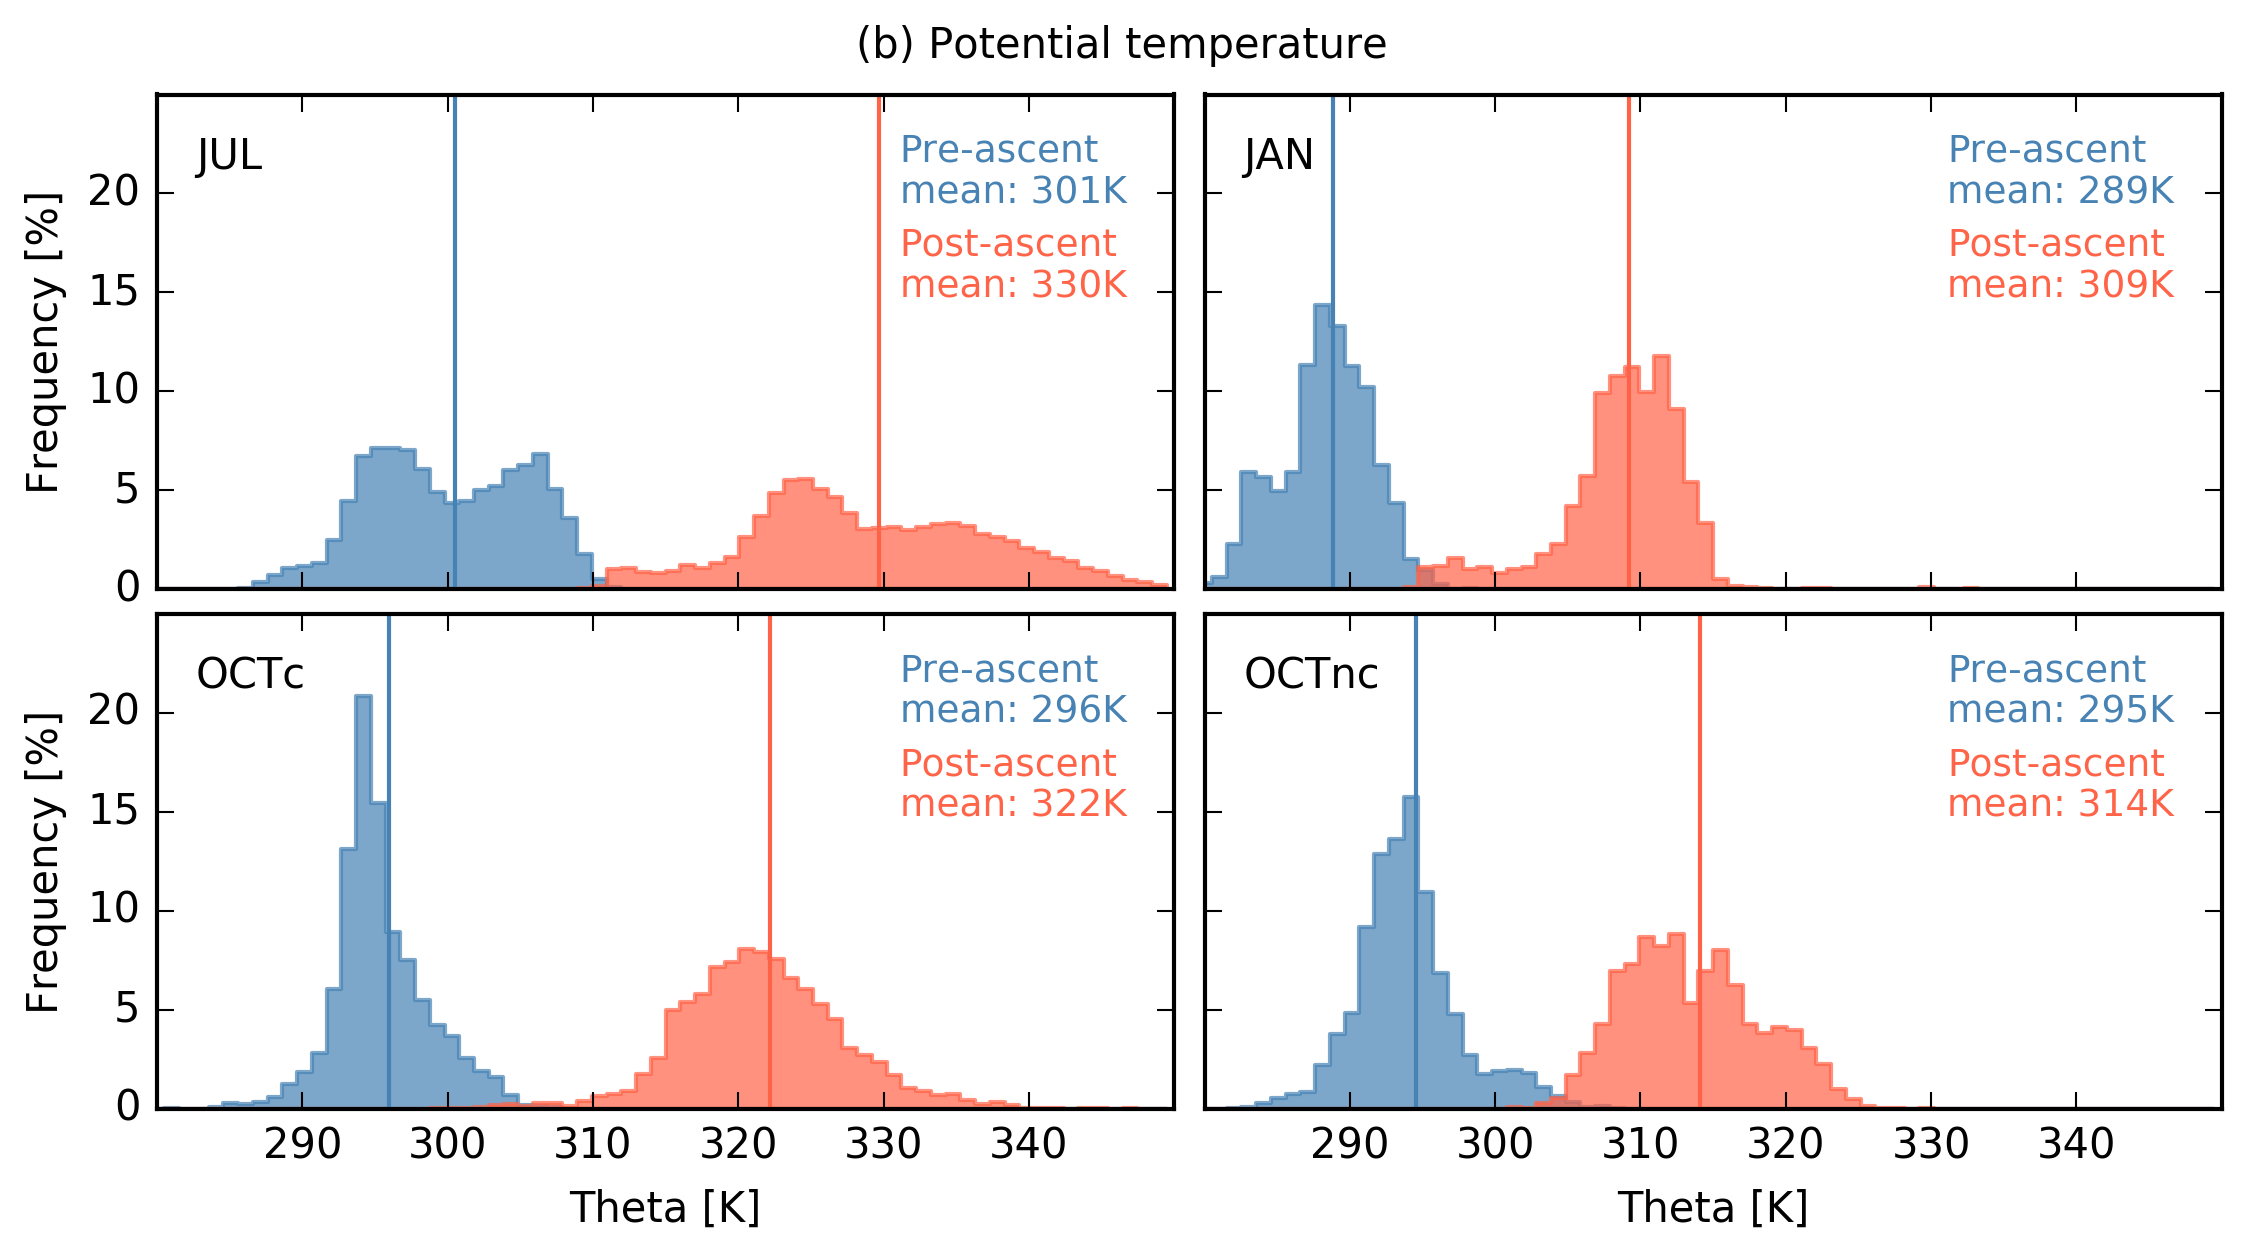 (b) Potential temperature
JUL
Pre-ascent
mean: 301K
Post-ascent
mean: 330K
Frequency [%]
20
15
10
5
0
JAN
Pre-ascent
mean: 289K
Post-ascent
mean: 309K
OCTc
Pre-ascent
mean: 296K
Post-ascent
mean: 322K
Frequency [%]
20
15
10
5
0
290 300 310 320 330 340
Theta [K]
OCTnc
Pre-ascent
mean: 295K
Post-ascent
mean: 314K
290 300 310 320 330 340
Theta [K]